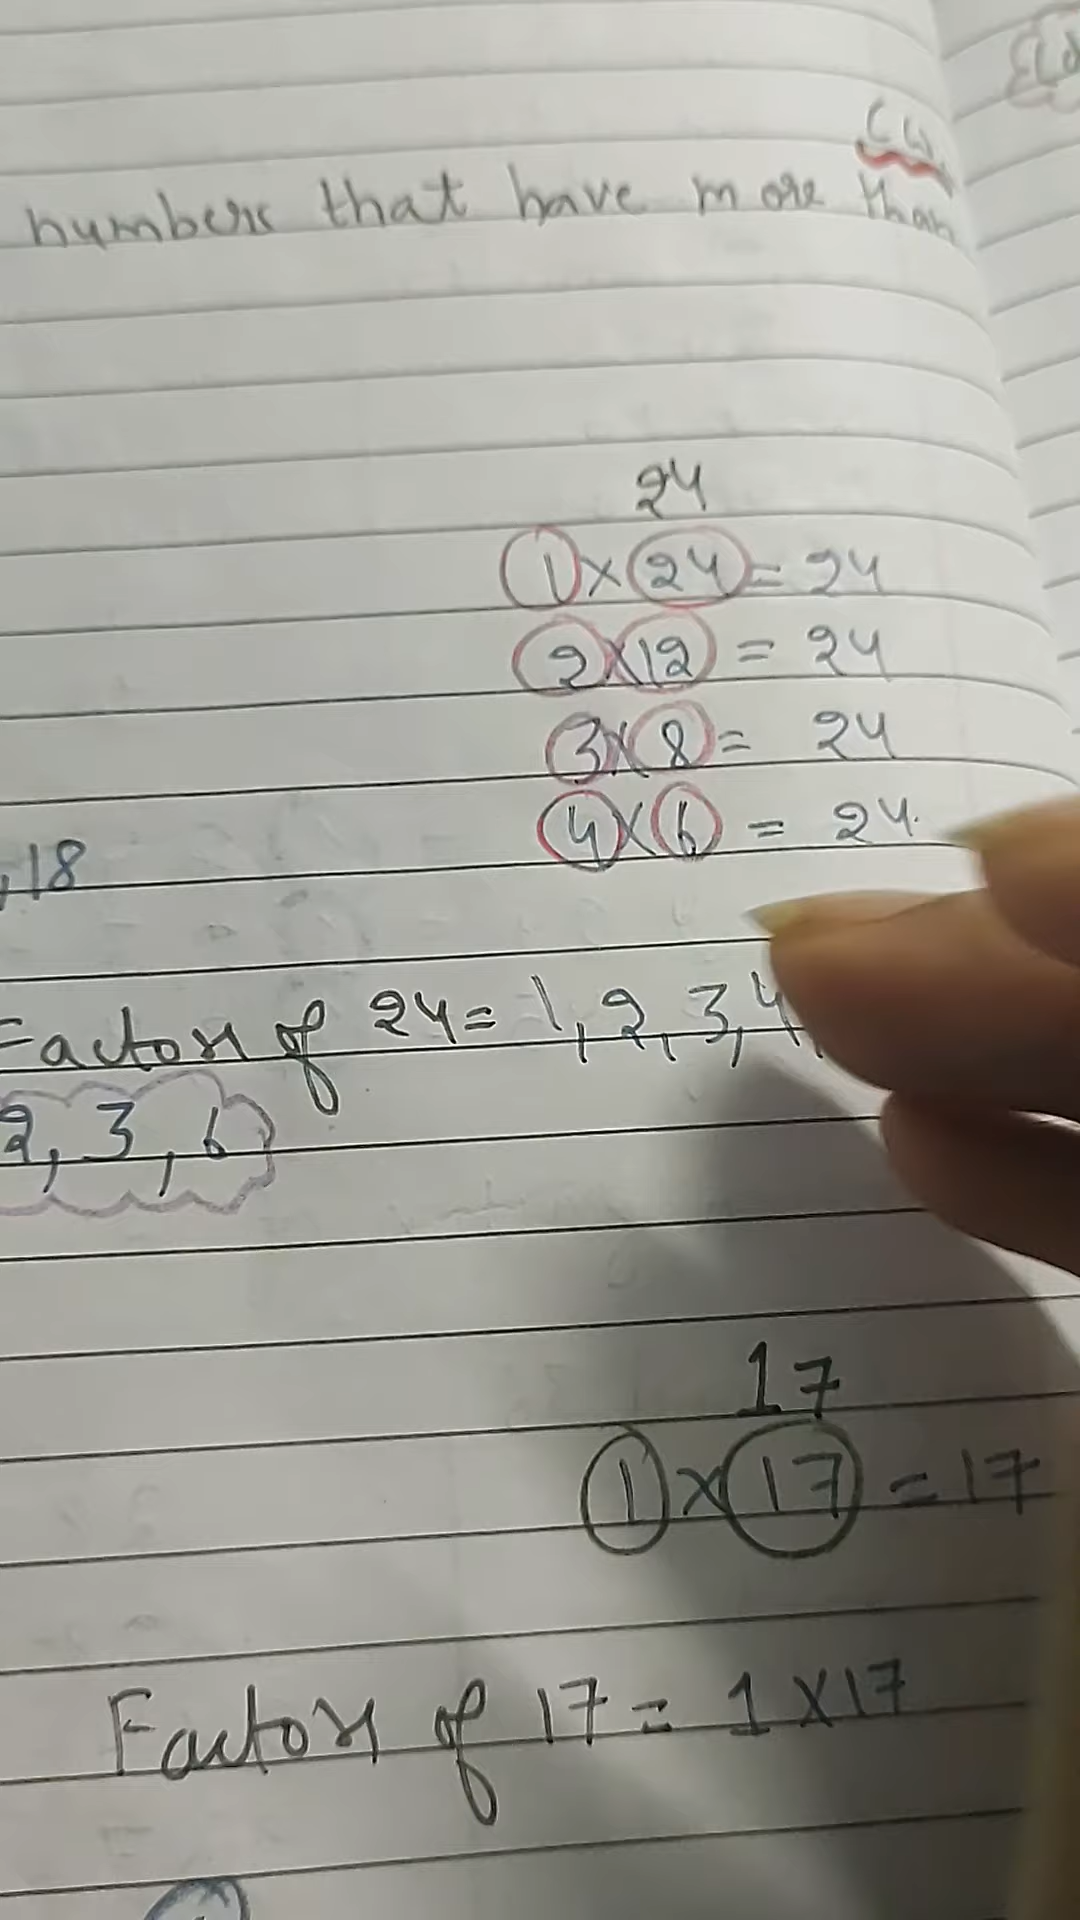 CW
numbers that have more than
24
1 × 24 = 24
2 × 12 = 24
3 × 8 = 24
4 × 6 = 24.
, 18
Factor of 24 = 1, 2, 3, 4,
2, 3, 6
17
1 × 17 = 17
Factor of 17 = 1 × 17